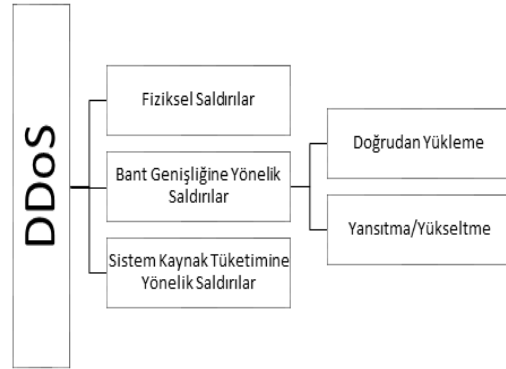 DDoS
Fiziksel Saldırılar
Bant Genişliğine Yönelik
Saldırılar
Sistem Kaynak Tüketimine
Yönelik Saldırılar
Doğrudan Yükleme
Yansıtma/Yükseltme